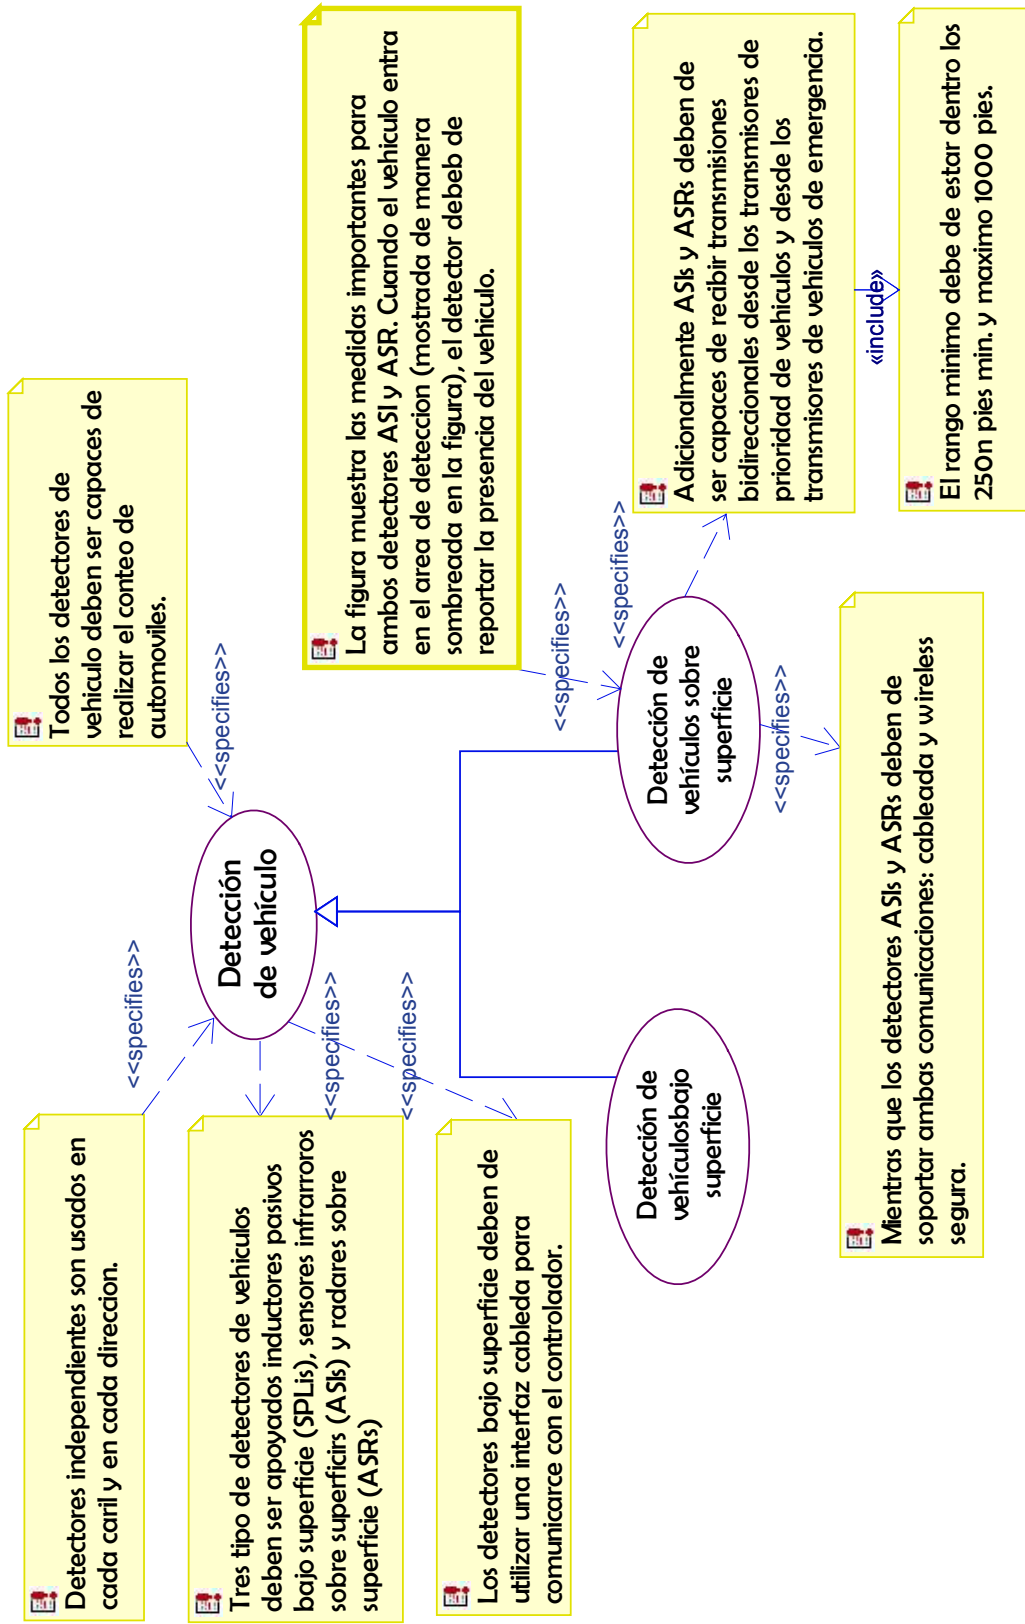 Detectores independientes son usados en
cada caril y en cada direccion.
<<specifies>>
Todos los detectores de
vehiculo deben ser capaces de
realizar el conteo de
automoviles.
<<specifies>>
Detección
de vehículo
Tres tipo de detectores de vehiculos
deben ser apoyados inductores pasivos
bajo superficie (SPLis), sensores infrarroros
sobre superficirs (ASIs) y radares sobre
superficie (ASRs)
<<specifies>>
<<specifies>>
Los detectores bajo superficie deben de
utilizar una interfaz cableda para
comunicarce con el controlador.
La figura muestra las medidas importantes para
ambos detectores ASI y ASR. Cuando el vehiculo entra
en el area de deteccion (mostrada de manera
sombreada en la figura), el detector debeb de
reportar la presencia del vehiculo.
<<specifies>>
<<specifies>>
Detección de
vehículosbajo
superficie
Detección de
vehículos sobre
superficie
Adicionalmente ASIs y ASRs deben de
ser capaces de recibir transmisiones
bidireccionales desde los transmisores de
prioridad de vehiculos y desde los
transmisores de vehiculos de emergencia.
<<specifies>>
«include»
Mientras que los detectores ASIs y ASRs deben de
soportar ambas comunicaciones: cableada y wireless
segura.
El rango minimo debe de estar dentro los
250n pies min. y maximo 1000 pies.